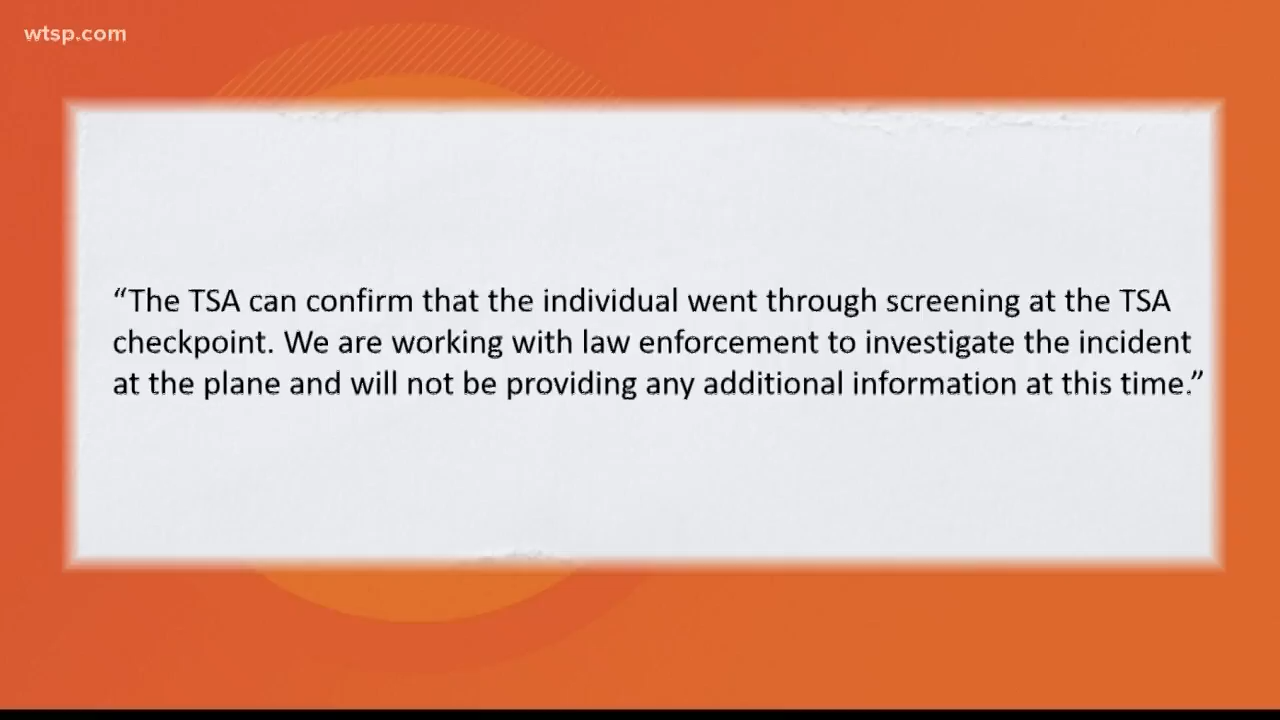 wtsp.com
“The TSA can confirm that the individual went through screening at the TSA
checkpoint. We are working with law enforcement to investigate the incident
at the plane and will not be providing any additional information at this time.”